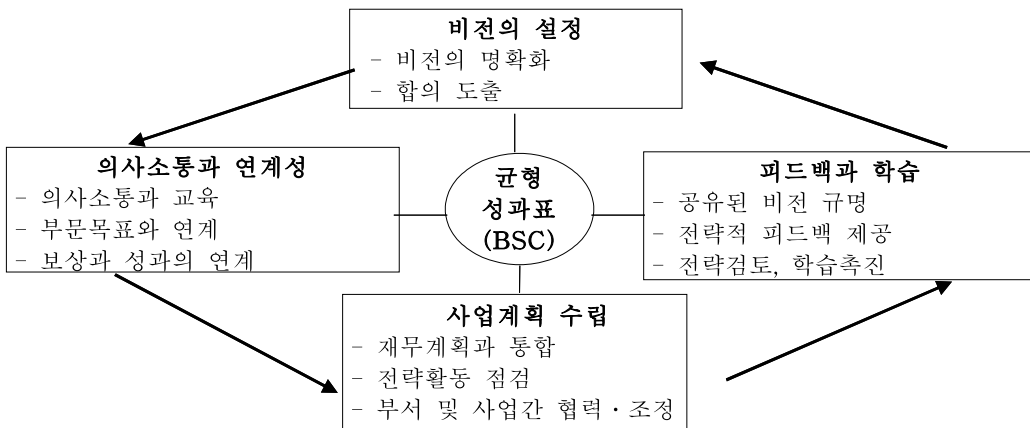 비전의 설정
- 비전의 명확화
- 합의 도출
의사소통과 연계성
- 의사소통과 교육
- 부문목표와 연계
- 보상과 성과의 연계
균형
성과표
(BSC)
피드백과 학습
- 공유된 비전 규명
- 전략적 피드백 제공
- 전략검토, 학습촉진
사업계획 수립
- 재무계획과 통합
- 전략활동 점검
- 부서 및 사업간 협력·조정